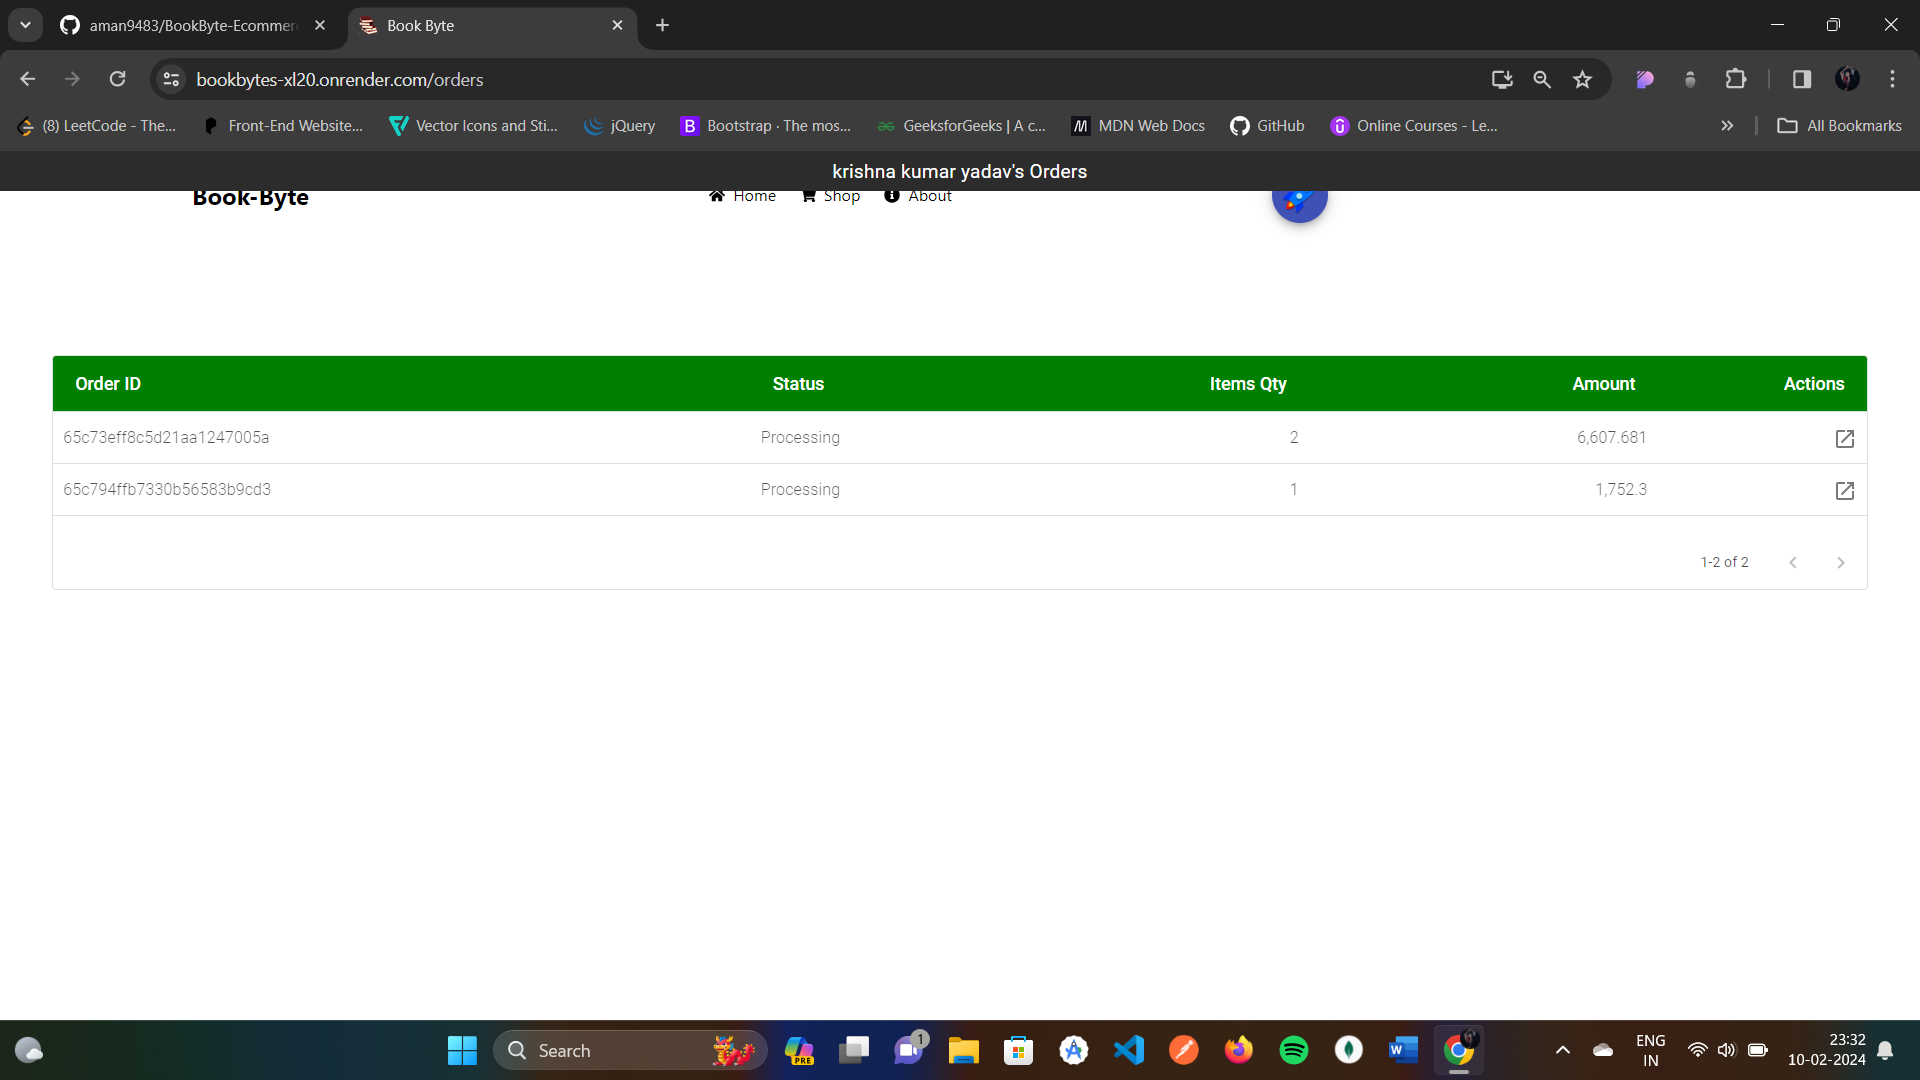 aman9483/BookByte-Ecommer
Book Byte
bookbytes-xl20.onrender.com/orders
(8) LeetCode - The...
Front-End Website...
Vector Icons and Sti...
jQuery
Bootstrap · The mos...
GeeksforGeeks | A c...
MDN Web Docs
GitHub
Online Courses - Le...
All Bookmarks
krishna kumar yadav's Orders
Book-Byte
Home
Shop
About
Order ID Status Items Qty Amount Actions
65c73eff8c5d21aa1247005a Processing 2 6,607.681
65c794ffb7330b56583b9cd3 Processing 1 1,752.3
1-2 of 2
Search
PRE
1
ENG
IN
23:32
10-02-2024